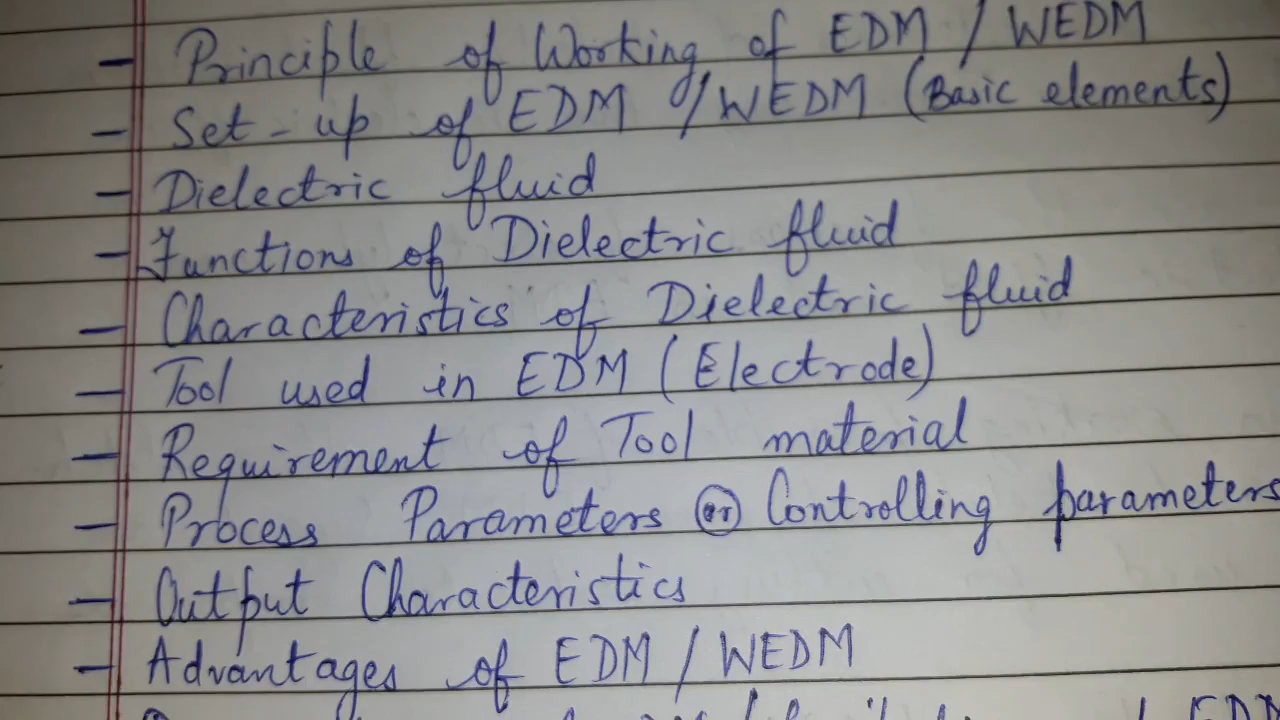 - Principle of Working of EDM / WEDM
- Set-up of EDM / WEDM (Basic elements)
- Dielectric fluid
- Functions of Dielectric fluid
- Characteristics of Dielectric fluid
- Tool used in EDM (Electrode)
- Requirement of Tool material
- Process Parameters (or) Controlling parameters
- Output Characteristics
- Advantages of EDM / WEDM